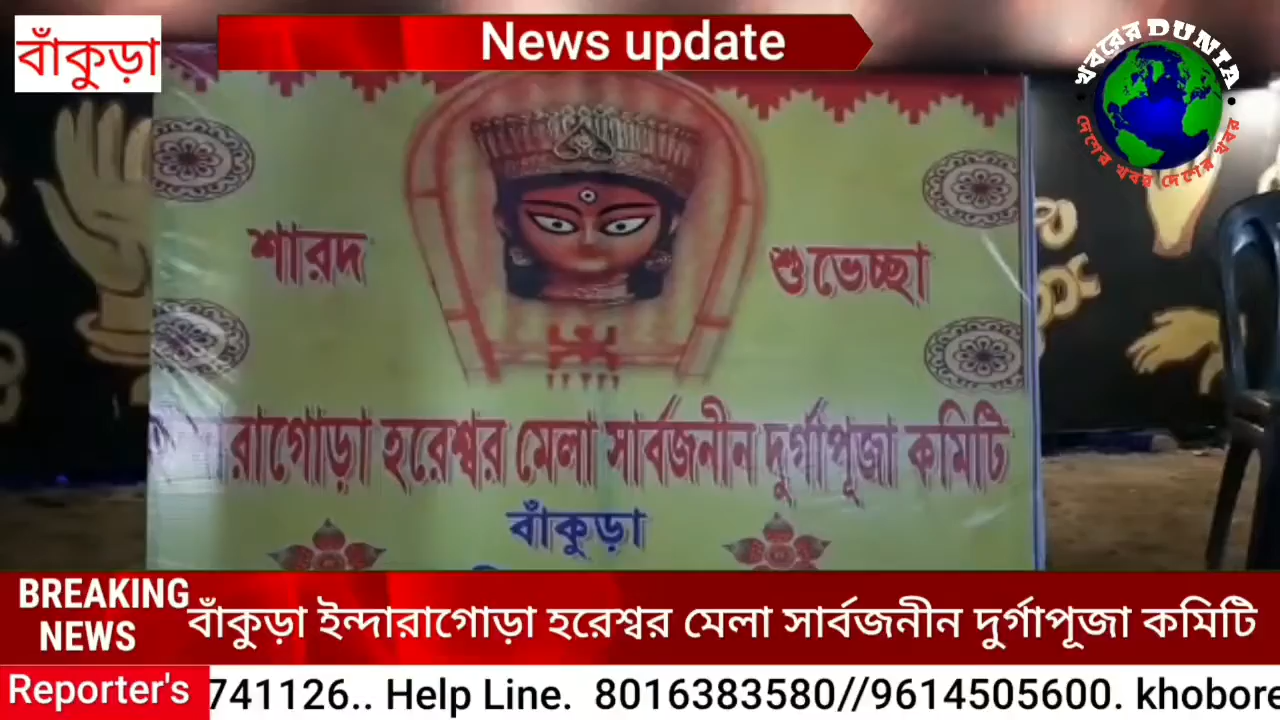 বাঁকুড়া
News update
খবরের DUNIA
দেশের খবর দেশের খবর
শারদ শুভেচ্ছা
হরেশ্বর মেলা সার্বজনীন দুর্গাপূজা কমিটি
বাঁকুড়া
BREAKING NEWS
বাঁকুড়া ইন্দারাগোড়া হরেশ্বর মেলা সার্বজনীন দুর্গাপূজা কমিটি
Reporter's
741126.. Help Line. 8016383580//9614505600. khobore